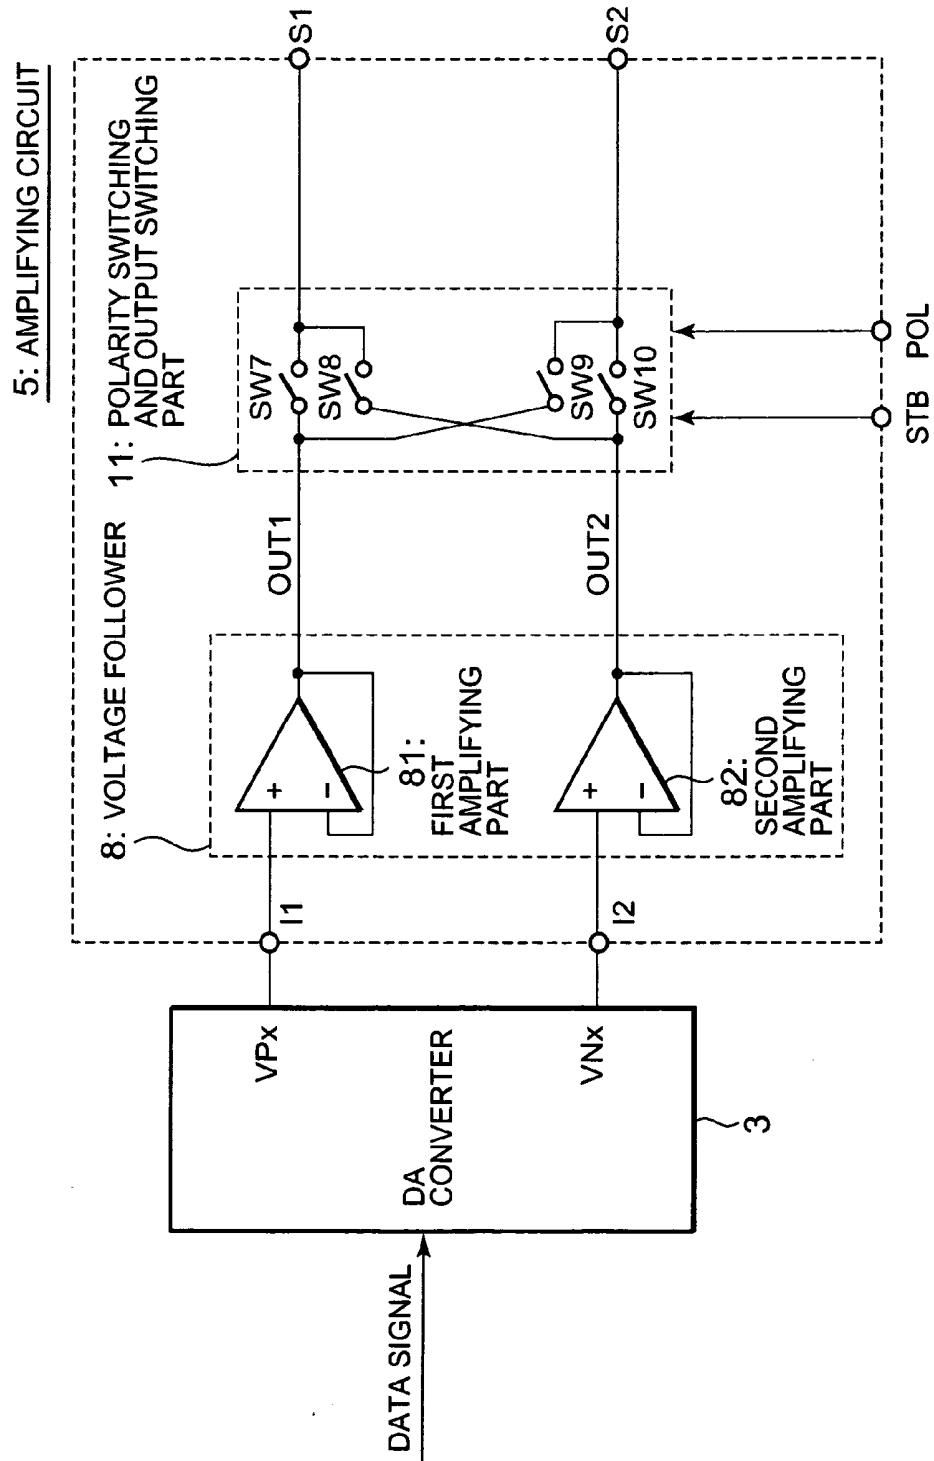 5: AMPLIFYING CIRCUIT
8: VOLTAGE FOLLOWER
11: POLARITY SWITCHING
AND OUTPUT SWITCHING
PART
DATA SIGNAL
DA
CONVERTER
VPx
VNx
3
I1
I2
+
−
81:
FIRST
AMPLIFYING
PART
+
−
82:
SECOND
AMPLIFYING
PART
OUT1
OUT2
SW7
SW8
SW9
SW10
S1
S2
STB
POL